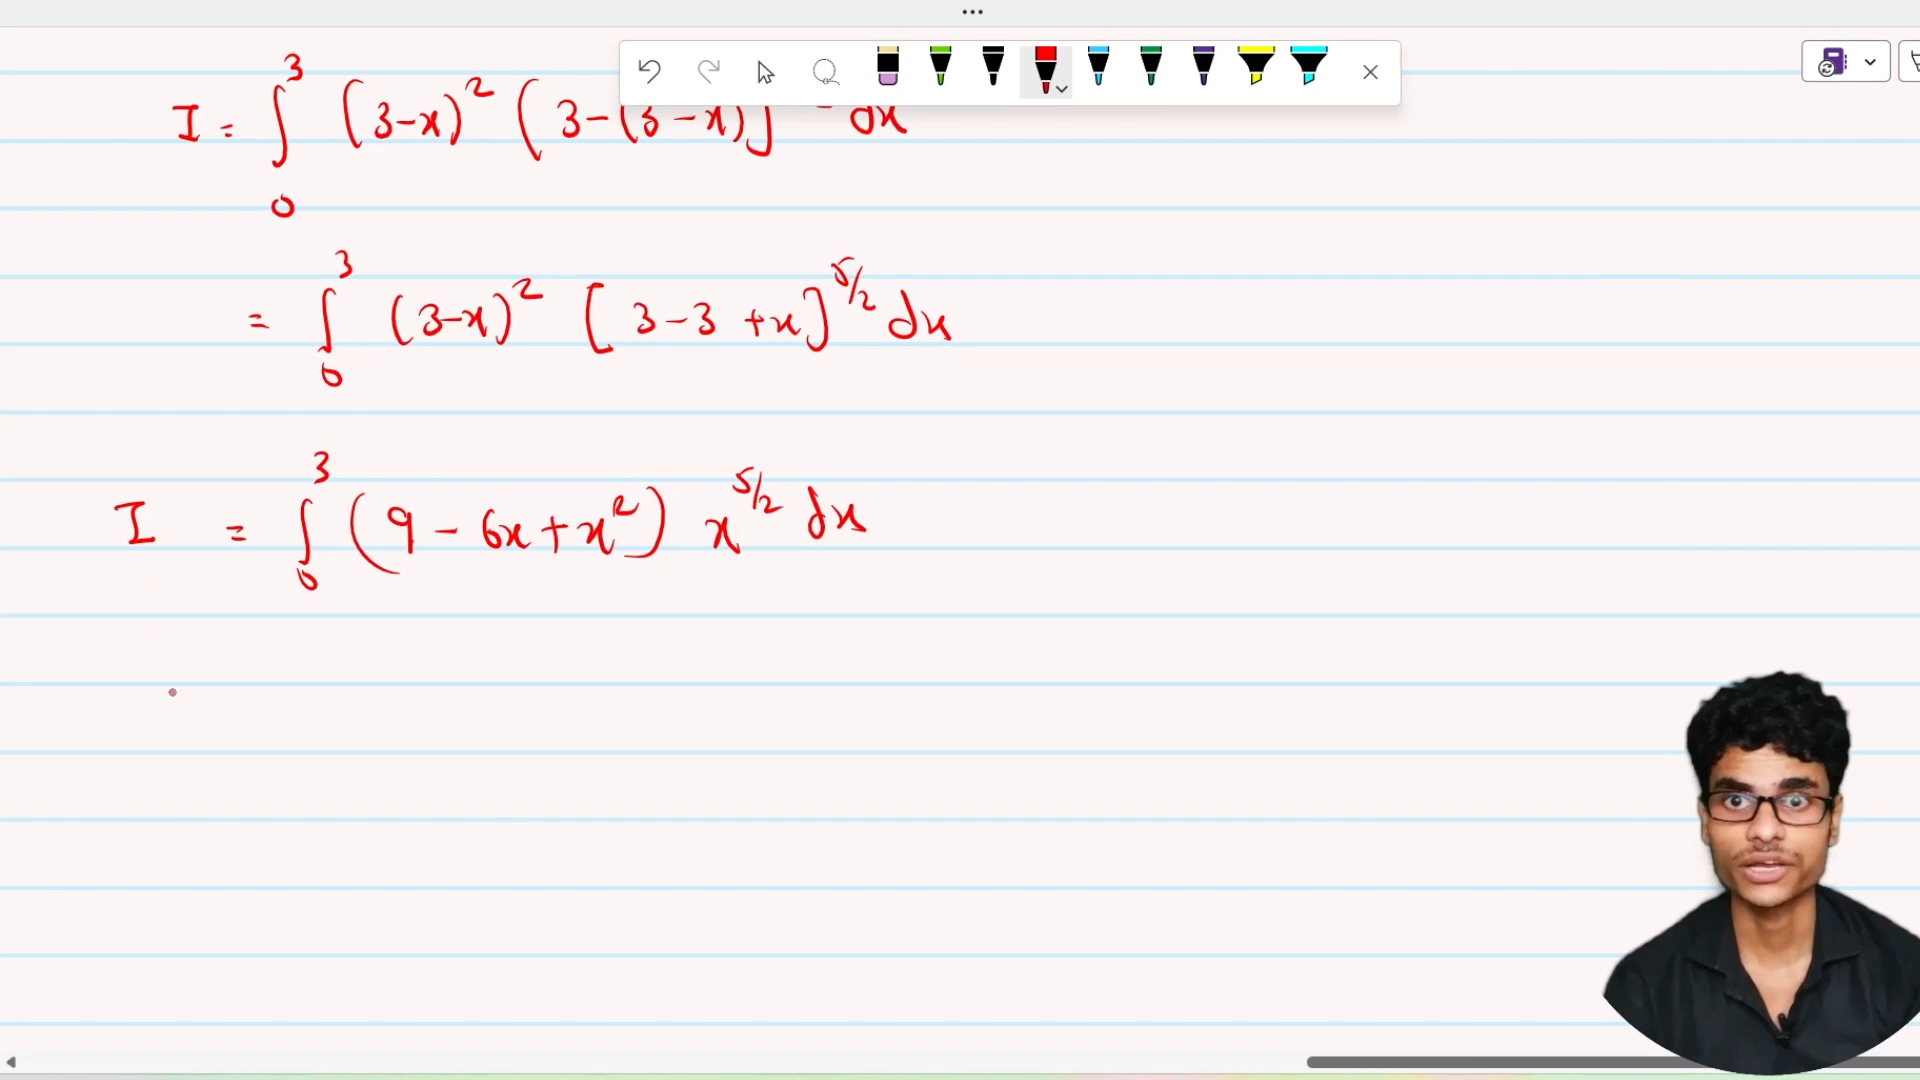 I = ∫₀³ (3-x)² (3-(3-x)] dx
= ∫₀³ (3-x)² [3-3+x]^5/2 dx
I = ∫₀³ (9-6x+x²) x^5/2 dx